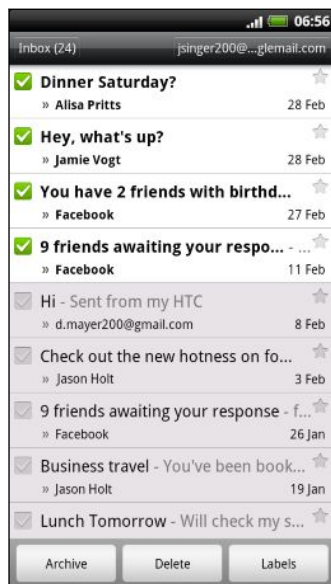 06:56
Inbox (24) jsinger200@...glemail.com
Dinner Saturday?
» Alisa Pritts 28 Feb
Hey, what's up?
» Jamie Vogt 28 Feb
You have 2 friends with birthd...
» Facebook 27 Feb
9 friends awaiting your respo... - ...
» Facebook 11 Feb
Hi - Sent from my HTC
» d.mayer200@gmail.com 8 Feb
Check out the new hotness on fo...
» Jason Holt 3 Feb
9 friends awaiting your response - f...
» Facebook 26 Jan
Business travel - You've been book...
» Jason Holt 19 Jan
Lunch Tomorrow - Will check my s...
Archive Delete Labels